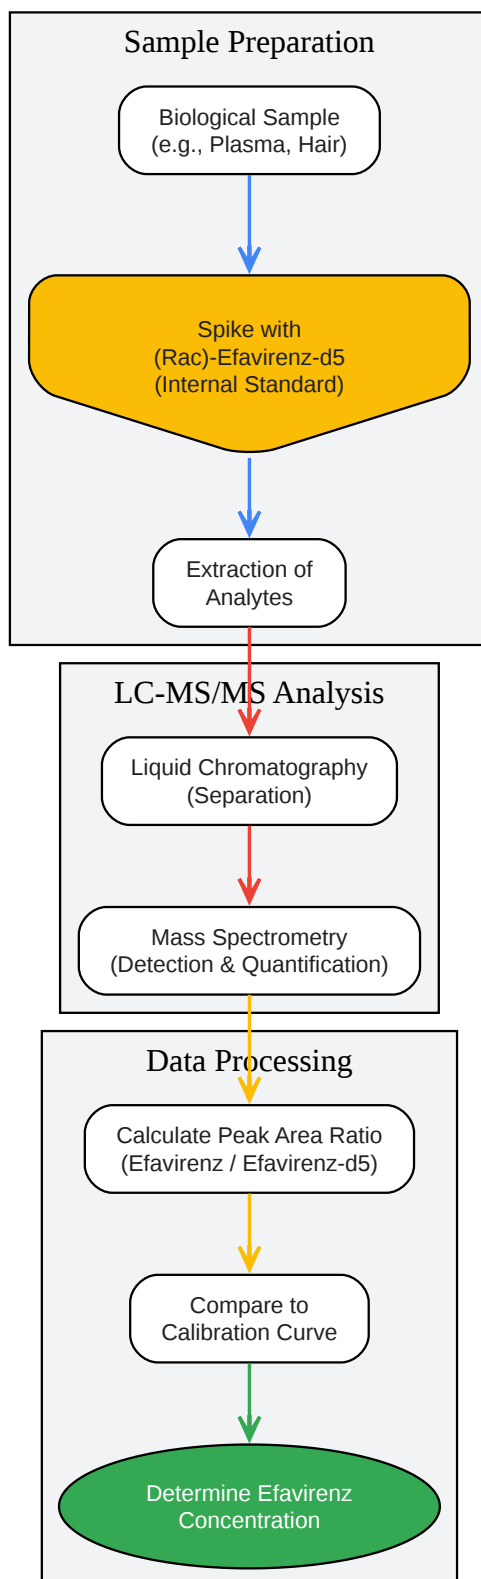 Sample Preparation
Biological Sample
(e.g., Plasma, Hair)
Spike with
(Rac)-Efavirenz-d5
(Internal Standard)
Extraction of
Analytes
LC-MS/MS Analysis
Liquid Chromatography
(Separation)
Mass Spectrometry
(Detection & Quantification)
Data Processing
Calculate Peak Area Ratio
(Efavirenz / Efavirenz-d5)
Compare to
Calibration Curve
Determine Efavirenz
Concentration